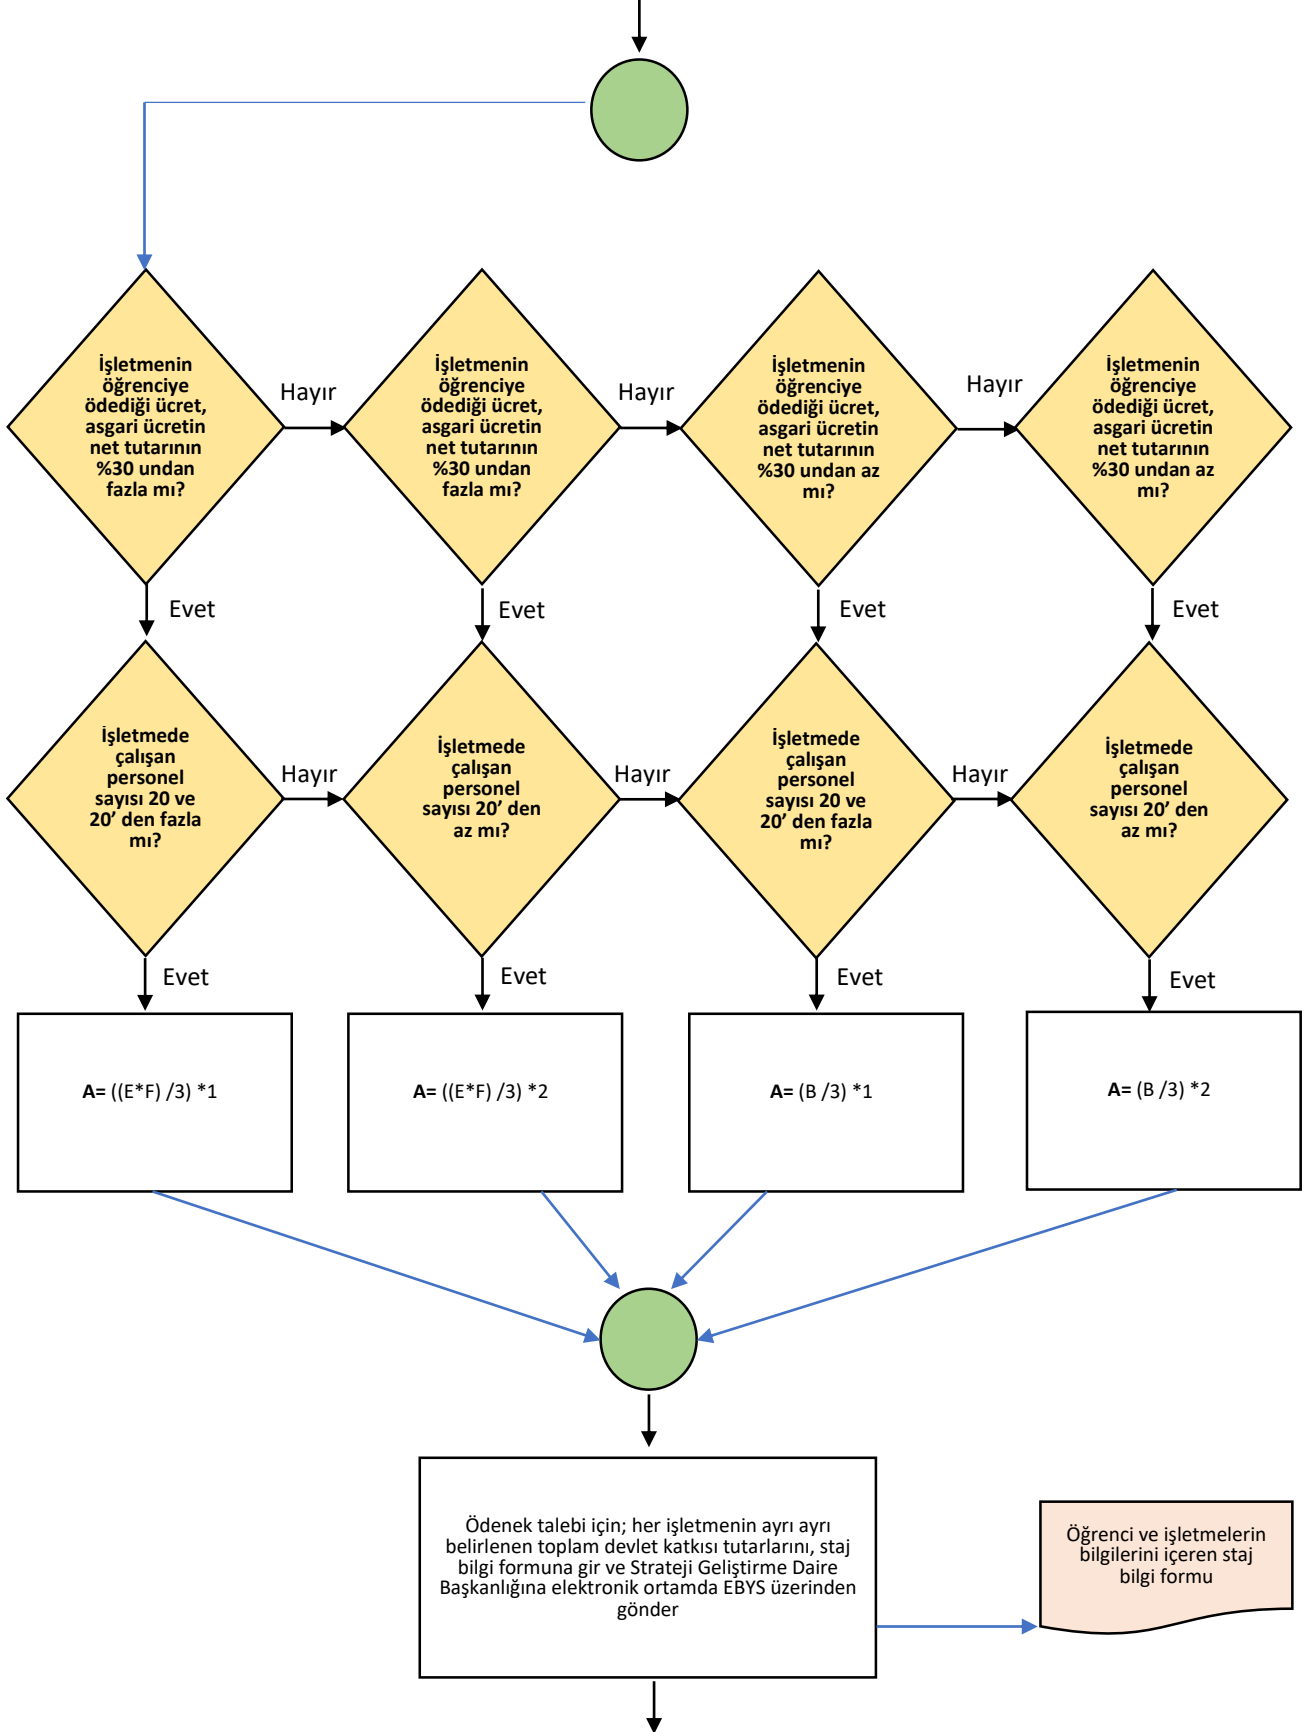 İşletmenin
öğrenciye
ödediği ücret,
asgari ücretin
net tutarının
%30 undan
fazla mı?
Hayır
İşletmenin
öğrenciye
ödediği ücret,
asgari ücretin
net tutarının
%30 undan
fazla mı?
Hayır
İşletmenin
öğrenciye
ödediği ücret,
asgari ücretin
net tutarının
%30 undan az
mı?
Hayır
İşletmenin
öğrenciye
ödediği ücret,
asgari ücretin
net tutarının
%30 undan az
mı?
Evet
Evet
Evet
Evet
İşletmede
çalışan
personel
sayısı 20 ve
20’ den fazla
mı?
Hayır
İşletmede
çalışan
personel
sayısı 20’ den
az mı?
Hayır
İşletmede
çalışan
personel
sayısı 20 ve
20’ den fazla
mı?
Hayır
İşletmede
çalışan
personel
sayısı 20’ den
az mı?
Evet
Evet
Evet
Evet
A= ((E*F) /3) *1
A= ((E*F) /3) *2
A= (B /3) *1
A= (B /3) *2
Ödenek talebi için; her işletmenin ayrı ayrı
belirlenen toplam devlet katkısı tutarlarını, staj
bilgi formuna gir ve Strateji Geliştirme Daire
Başkanlığına elektronik ortamda EBYS üzerinden
gönder
Öğrenci ve işletmelerin
bilgilerini içeren staj
bilgi formu